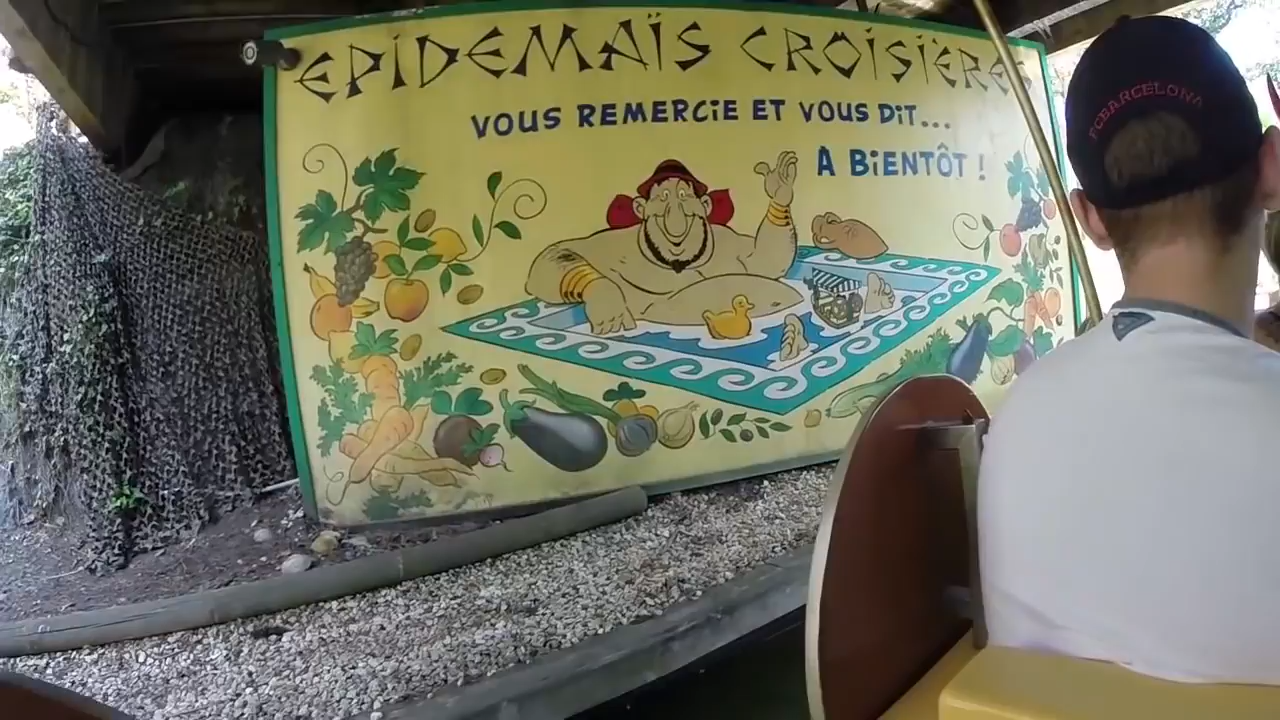 EPIDEMAÏS CROISIÈRES
VOUS REMERCIE ET VOUS DIT...
À BIENTÔT !
FCBARCELONA